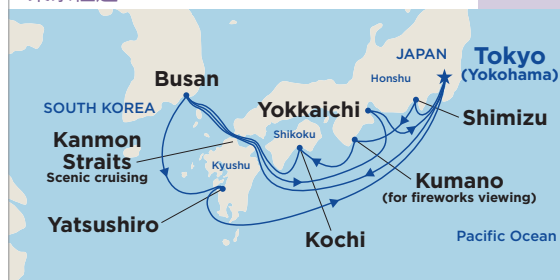 JAPAN
Tokyo
(Yokohama)
Honshu
Busan
SOUTH KOREA
Yokkaichi
Shimizu
Kanmon
Straits
Scenic cruising
Shikoku
Kyushu
Kumano
(for fireworks viewing)
Yatsushiro
Kochi
Pacific Ocean